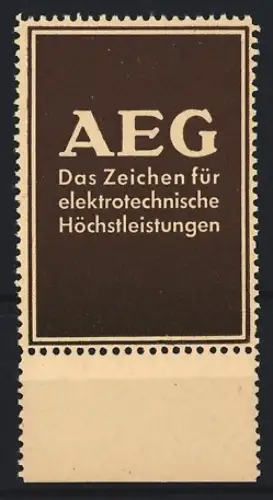 AEG
Das Zeichen für
elektrotechnische
Höchstleistungen